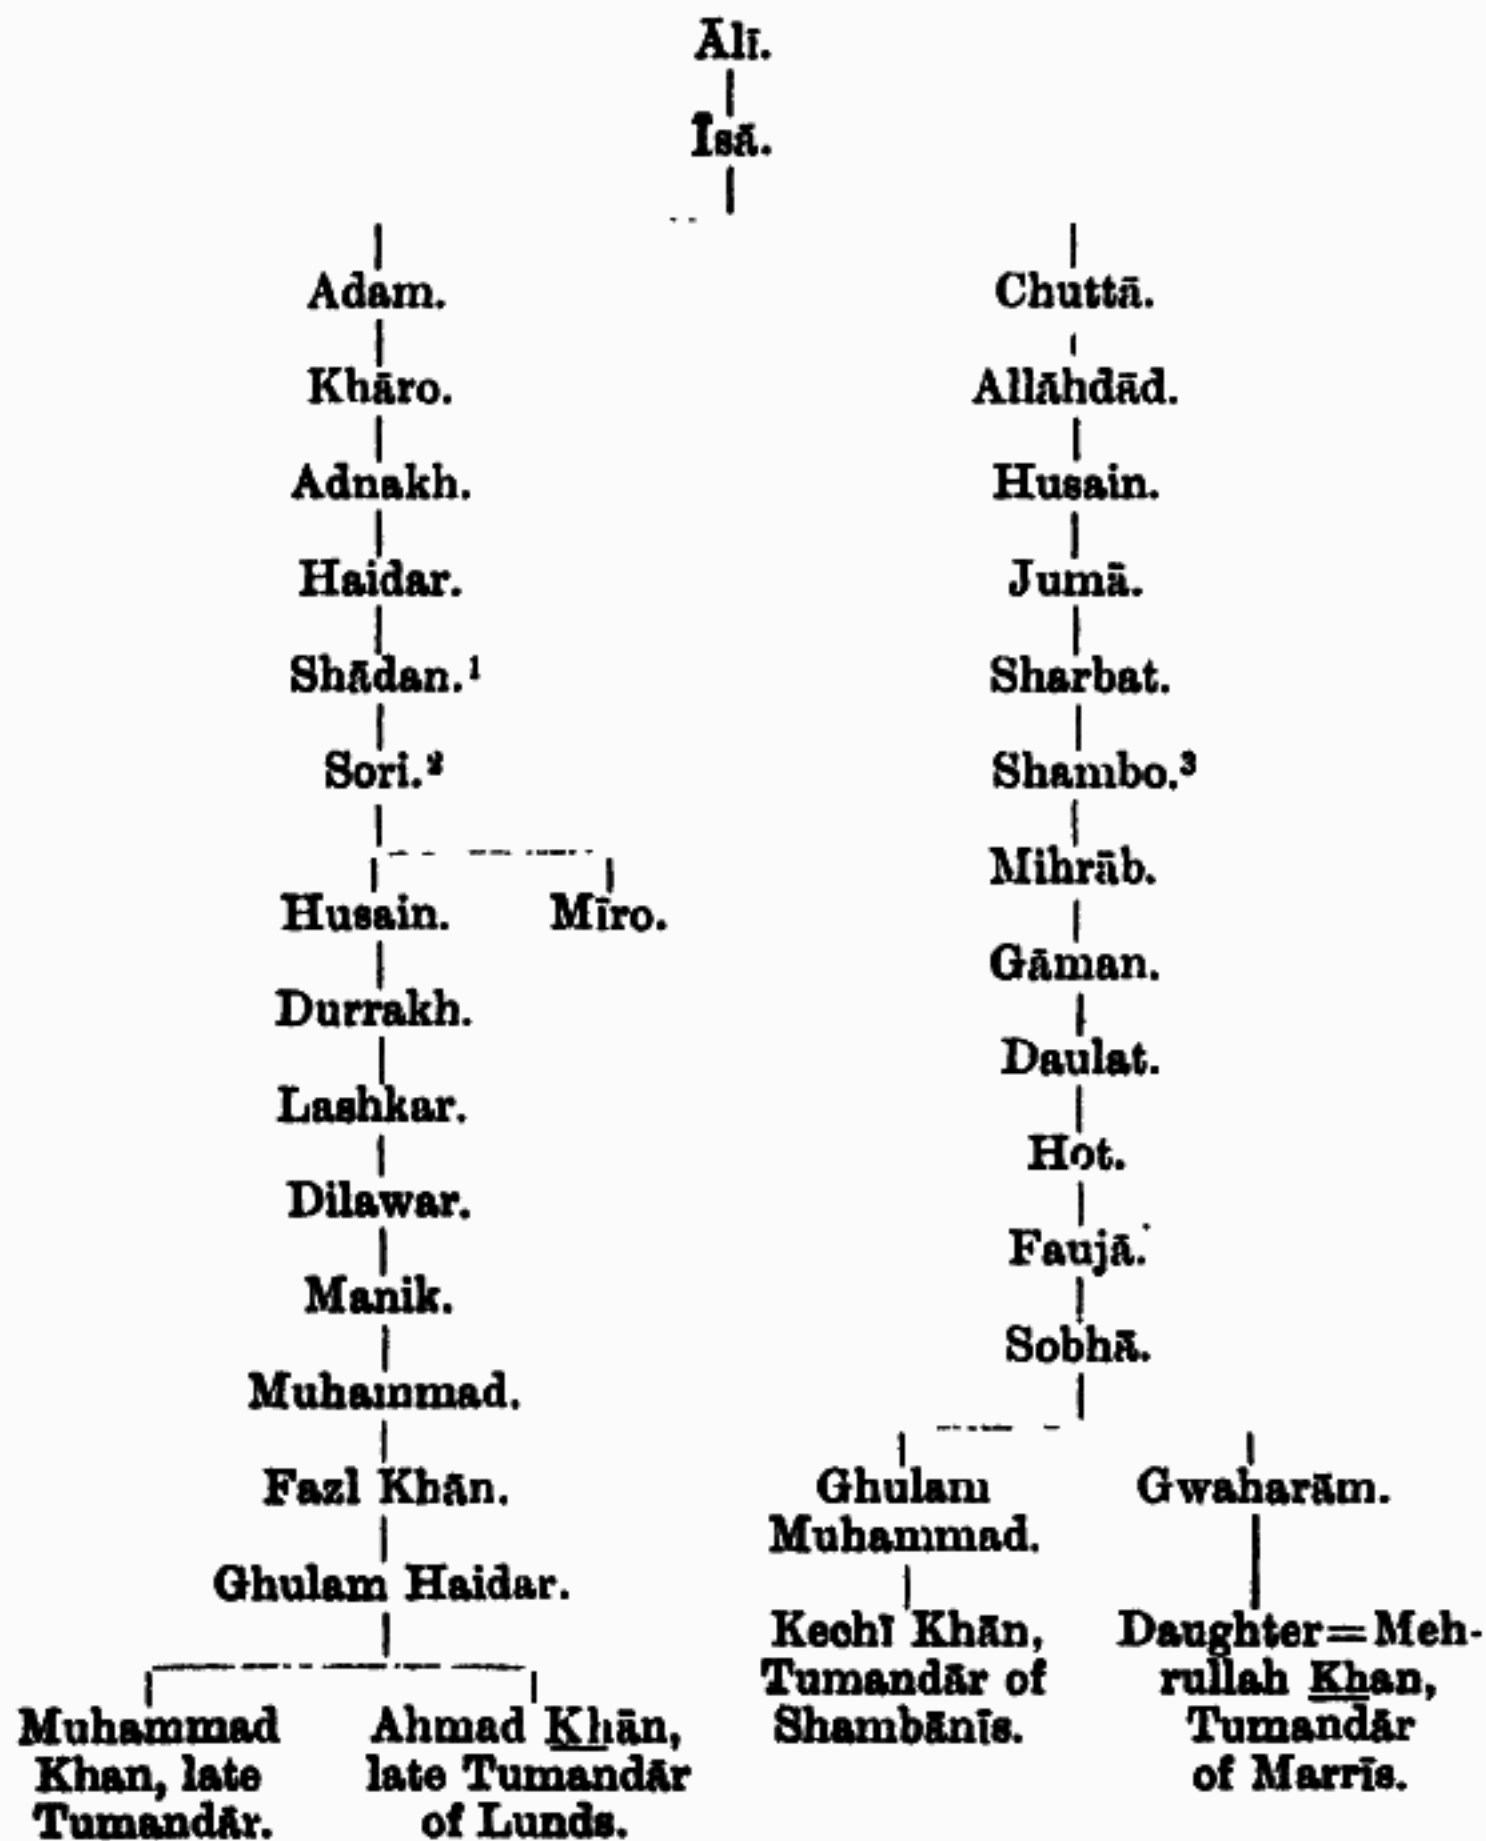 Ālī.
Īsā.
Adam.
Khāro.
Adnakh.
Haidar.
Shādan.¹
Sori.²
Husain. Mīro.
Durrakh.
Lashkar.
Dilawar.
Manik.
Muhammad.
Fazl Khān.
Ghulam Haidar.
Muhammad
Khan, late
Tumandār.
Ahmad Khān,
late Tumandār
of Lunds.
Chuttā.
Allāhdād.
Husain.
Jumā.
Sharbat.
Shambo.³
Mihrāb.
Gāman.
Daulat.
Hot.
Faujā.
Sobhā.
Ghulam
Muhammad.
Kechī Khān,
Tumandār of
Shambānīs.
Gwaharām.
Daughter=Meh-
rullah Khan,
Tumandār
of Marrīs.